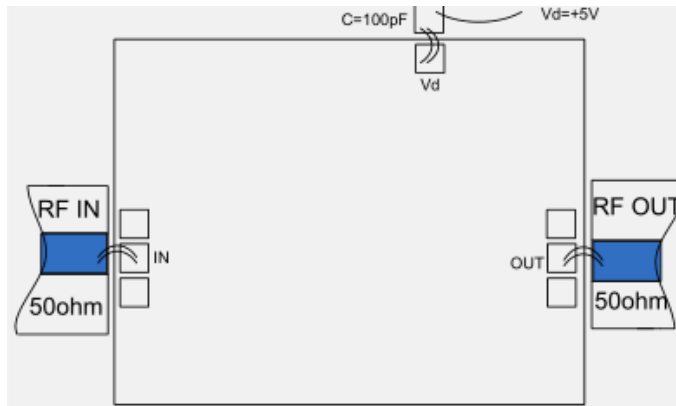 C=100pF
Vd=+5V
Vd
RF IN
RF OUT
IN
OUT
50ohm
50ohm